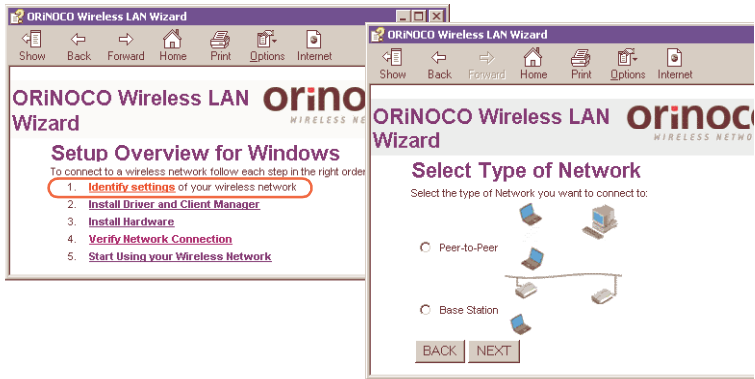 ORiNOCO Wireless LAN Wizard
Show Back Forward Home Print Options Internet
ORiNOCO Wireless LAN
Wizard
orino
WIRELESS NE
Setup Overview for Windows
To connect to a wireless network follow each step in the right order
1. Identify settings of your wireless network
2. Install Driver and Client Manager
3. Install Hardware
4. Verify Network Connection
5. Start Using your Wireless Network
ORiNOCO Wireless LAN Wizard
Show Back Forward Home Print Options Internet
ORiNOCO Wireless LAN
Wizard
orinoco
WIRELESS NETWO
Select Type of Network
Select the type of Network you want to connect to:
Peer-to-Peer
Base Station
BACK NEXT